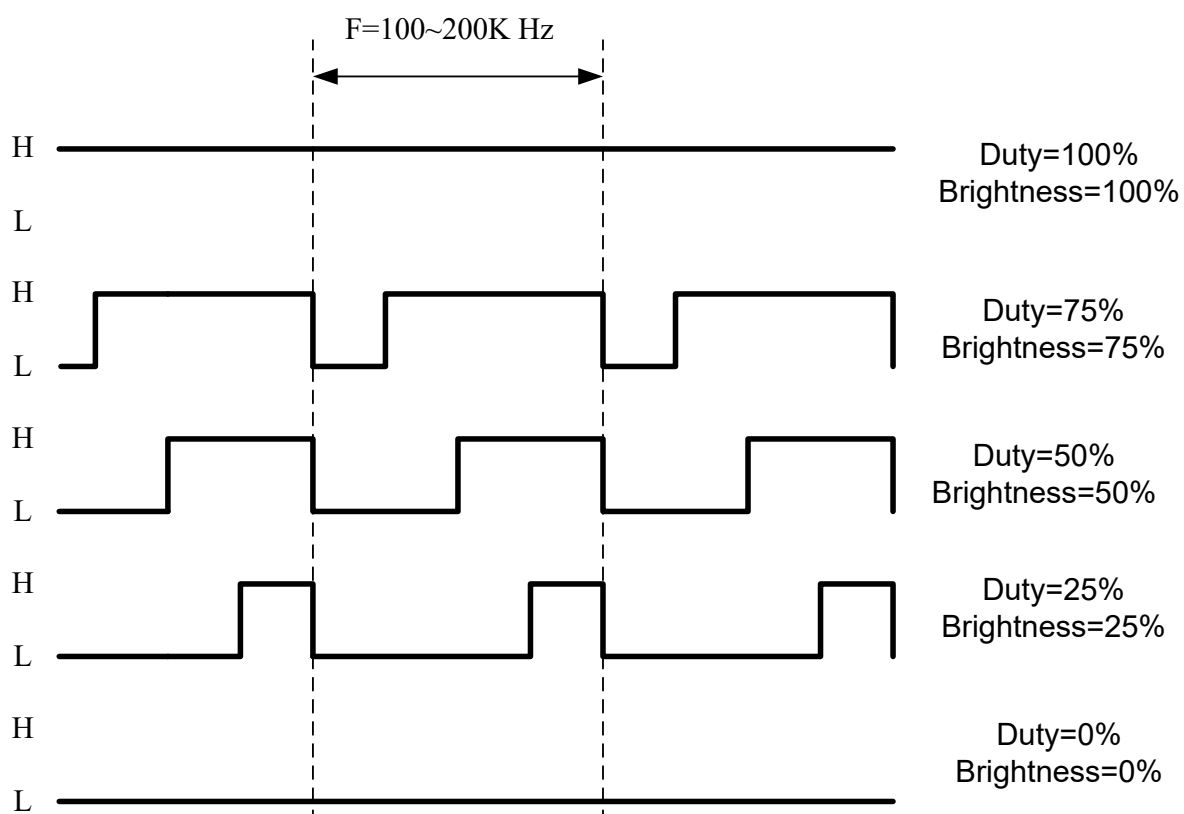 F=100~200K Hz
H
L
Duty=100%
Brightness=100%
H
L
Duty=75%
Brightness=75%
H
L
Duty=50%
Brightness=50%
H
L
Duty=25%
Brightness=25%
H
L
Duty=0%
Brightness=0%